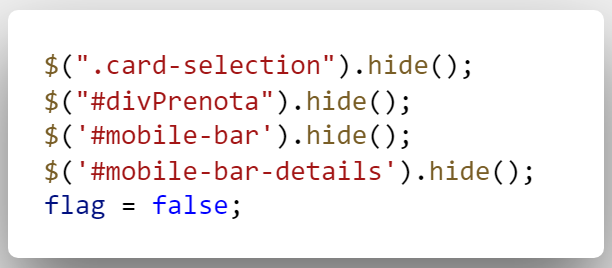 $(".card-selection").hide();
$("#divPrenota").hide();
$('#mobile-bar').hide();
$('#mobile-bar-details').hide();
flag = false;